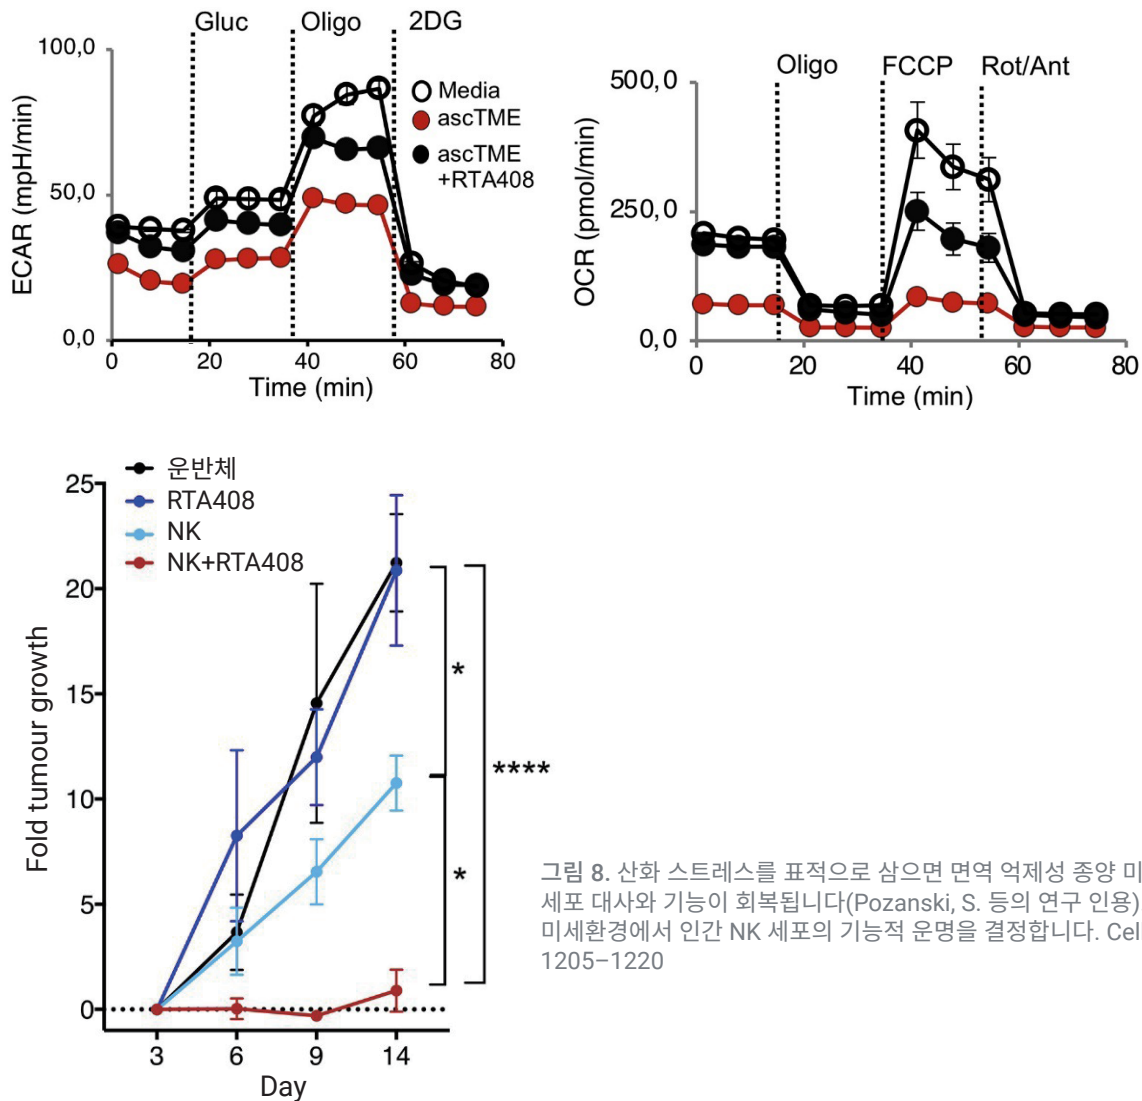 Gluc Oligo 2DG
100,0
50,0
0,0
ECAR (mpH/min)
Media
ascTME
ascTME
+RTA408
0 20 40 60 80
Time (min)
Oligo FCCP Rot/Ant
500,0
250,0
0,0
OCR (pmol/min)
0 20 40 60 80
Time (min)
운반체
RTA408
NK
NK+RTA408
25
20
15
10
5
0
Fold tumour growth
*
*
****
3 6 9 14
Day
그림 8. 산화 스트레스를 표적으로 삼으면 면역 억제성 종양 미
세포 대사와 기능이 회복됩니다(Pozanski, S. 등의 연구 인용)
미세환경에서 인간 NK 세포의 기능적 운명을 결정합니다. Cel
1205–1220